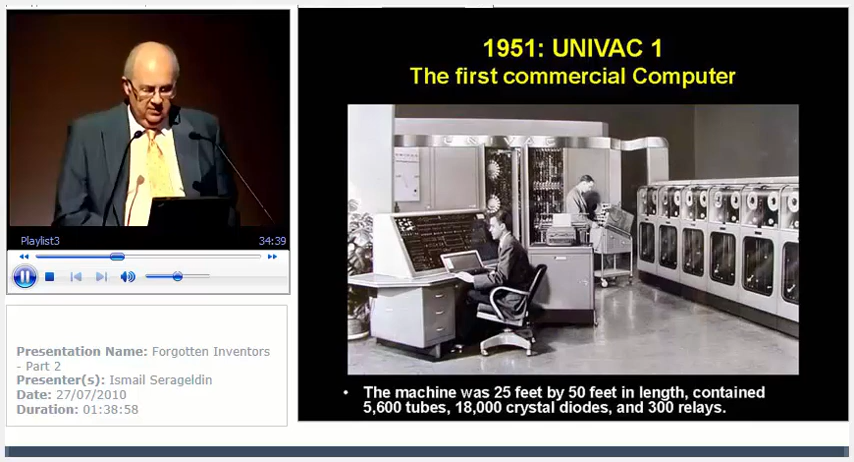 1951: UNIVAC 1
The first commercial Computer
UNIVAC
Playlist3
34:39
Presentation Name: Forgotten Inventors
- Part 2
Presenter(s): Ismail Serageldin
Date: 27/07/2010
Duration: 01:38:58
• The machine was 25 feet by 50 feet in length, contained
5,600 tubes, 18,000 crystal diodes, and 300 relays.